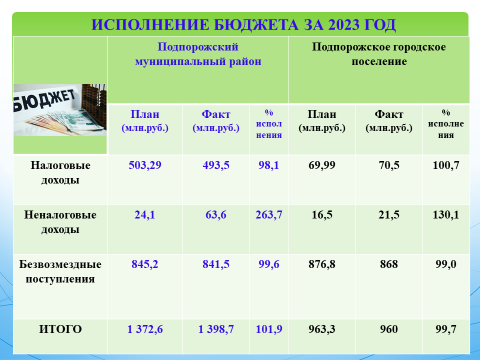 ИСПОЛНЕНИЕ БЮДЖЕТА ЗА 2023 ГОД
Подпорожский
муниципальный район
Подпорожское городское
поселение
БЮДЖЕТ
План
(млн.руб.)
Факт
(млн.руб.)
%
испол
нения
План
(млн.руб.)
Факт
(млн.руб.)
%
исполне
ния
Налоговые
доходы
503,29 493,5 98,1 69,99 70,5 100,7
Неналоговые
доходы
24,1 63,6 263,7 16,5 21,5 130,1
Безвозмездные
поступления
845,2 841,5 99,6 876,8 868 99,0
ИТОГО 1 372,6 1 398,7 101,9 963,3 960 99,7